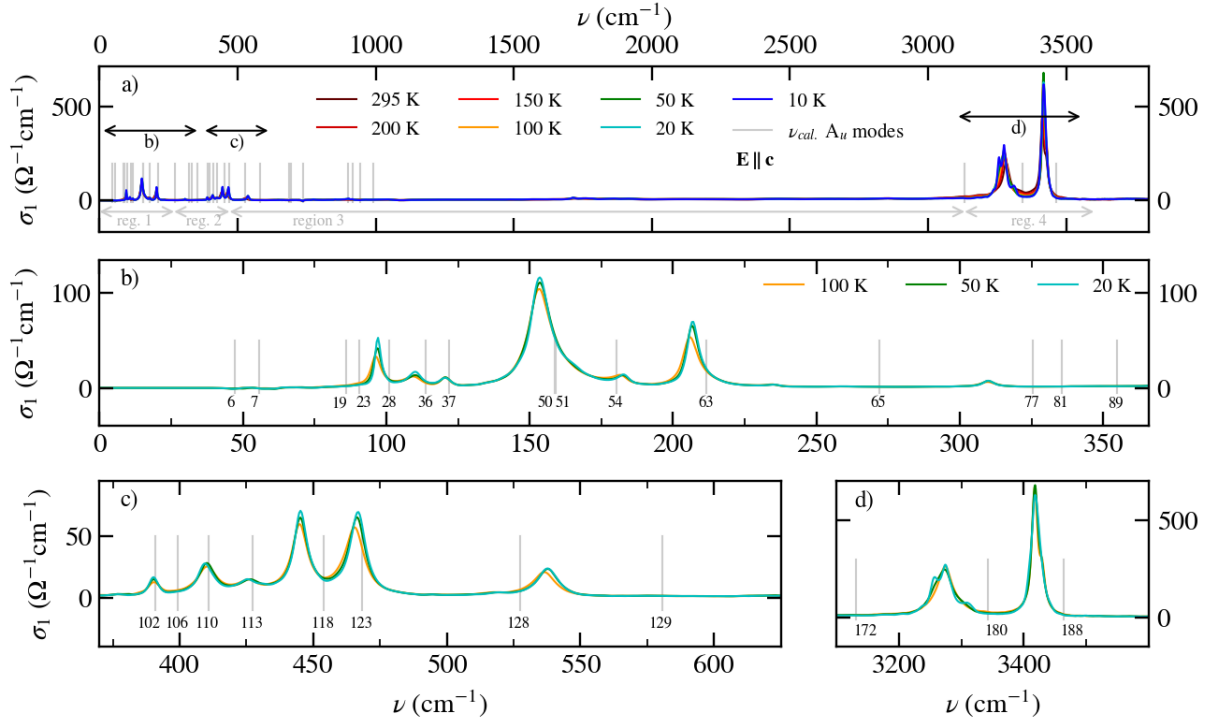 ν (cm⁻¹)
0 500 1000 1500 2000 2500 3000 3500
a)
295 K 150 K 50 K 10 K
200 K 100 K 20 K ν_cal. A_u modes
E ∥ c
b) c) d)
reg. 1 reg. 2 region 3 reg. 4
σ₁ (Ω⁻¹cm⁻¹)
500
0
500
0
b)
100 K 50 K 20 K
σ₁ (Ω⁻¹cm⁻¹)
100
0
100
0
6 7 19 23 28 36 37 50 51 54 63 65 77 81 89
0 50 100 150 200 250 300 350
c)
σ₁ (Ω⁻¹cm⁻¹)
50
0
102 106 110 113 118 123 128 129
400 450 500 550 600
ν (cm⁻¹)
d)
500
0
172 180 188
3200 3400
ν (cm⁻¹)